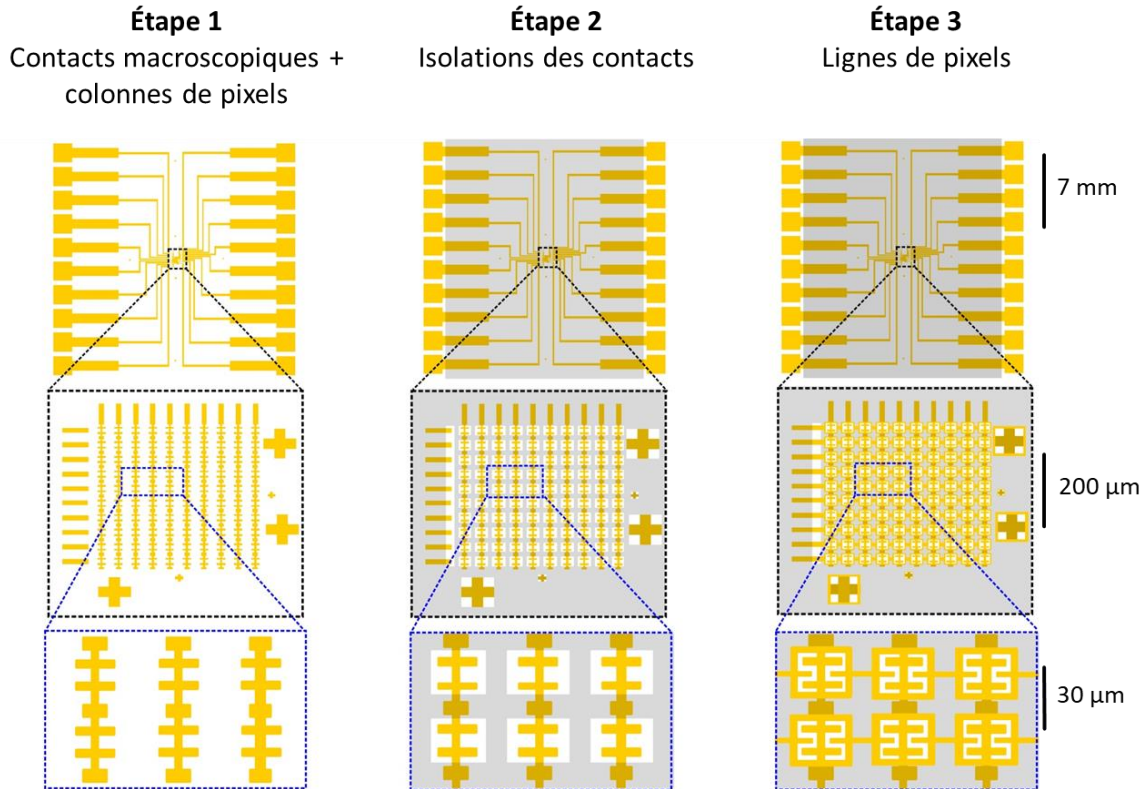 Étape 1
Contacts macroscopiques +
colonnes de pixels
Étape 2
Isolations des contacts
Étape 3
Lignes de pixels
7 mm
200 µm
30 µm